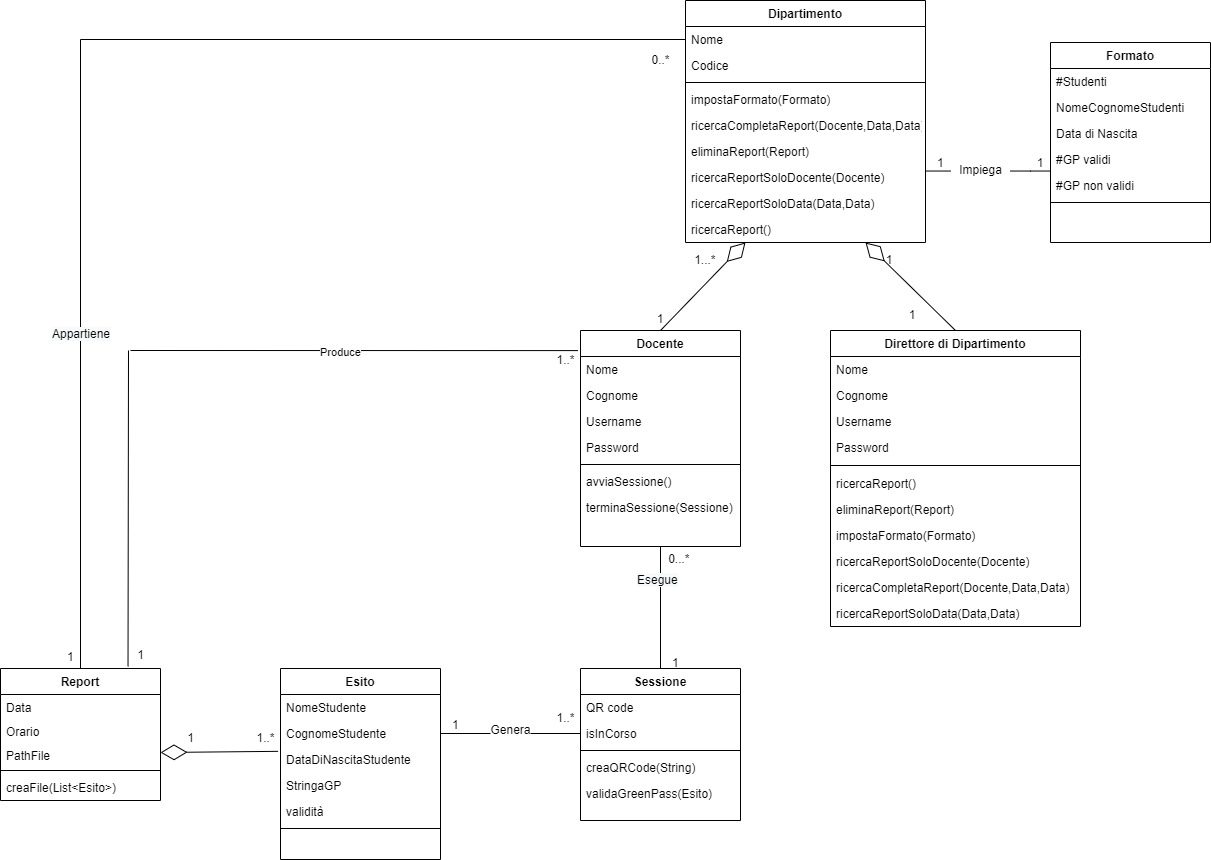 Dipartimento
Nome
Codice
impostaFormato(Formato)
ricercaCompletaReport(Docente,Data,Data
eliminaReport(Report)
ricercaReportSoloDocente(Docente)
ricercaReportSoloData(Data,Data)
ricercaReport()
0..*
Formato
#Studenti
NomeCognomeStudenti
Data di Nascita
#GP validi
#GP non validi
1
Impiega
1
1...*
1
1
1
Appartiene
Produce
1..*
Docente
Nome
Cognome
Username
Password
avviaSessione()
terminaSessione(Sessione)
Direttore di Dipartimento
Nome
Cognome
Username
Password
ricercaReport()
eliminaReport(Report)
impostaFormato(Formato)
ricercaReportSoloDocente(Docente)
ricercaCompletaReport(Docente,Data,Data)
ricercaReportSoloData(Data,Data)
0...*
Esegue
1
1
1
Report
Data
Orario
PathFile
creaFile(List<Esito>)
1
1..*
Esito
NomeStudente
CognomeStudente
DataDiNascitaStudente
StringaGP
validità
1
Genera
1..*
Sessione
QR code
isInCorso
creaQRCode(String)
validaGreenPass(Esito)